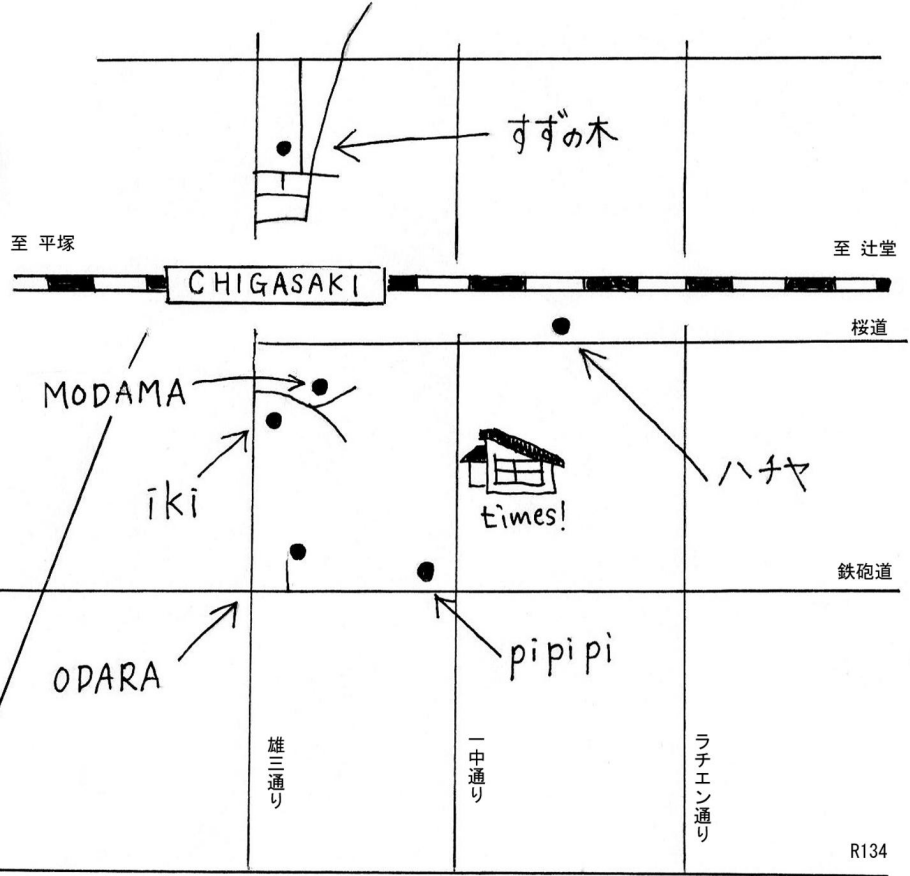 すずの木
至 平塚
至 辻堂
CHIGASAKI
桜道
MODAMA
iki
ハチヤ
times!
鉄砲道
ODARA
pipipi
雄三通り
一中通り
ラチエン通り
R134